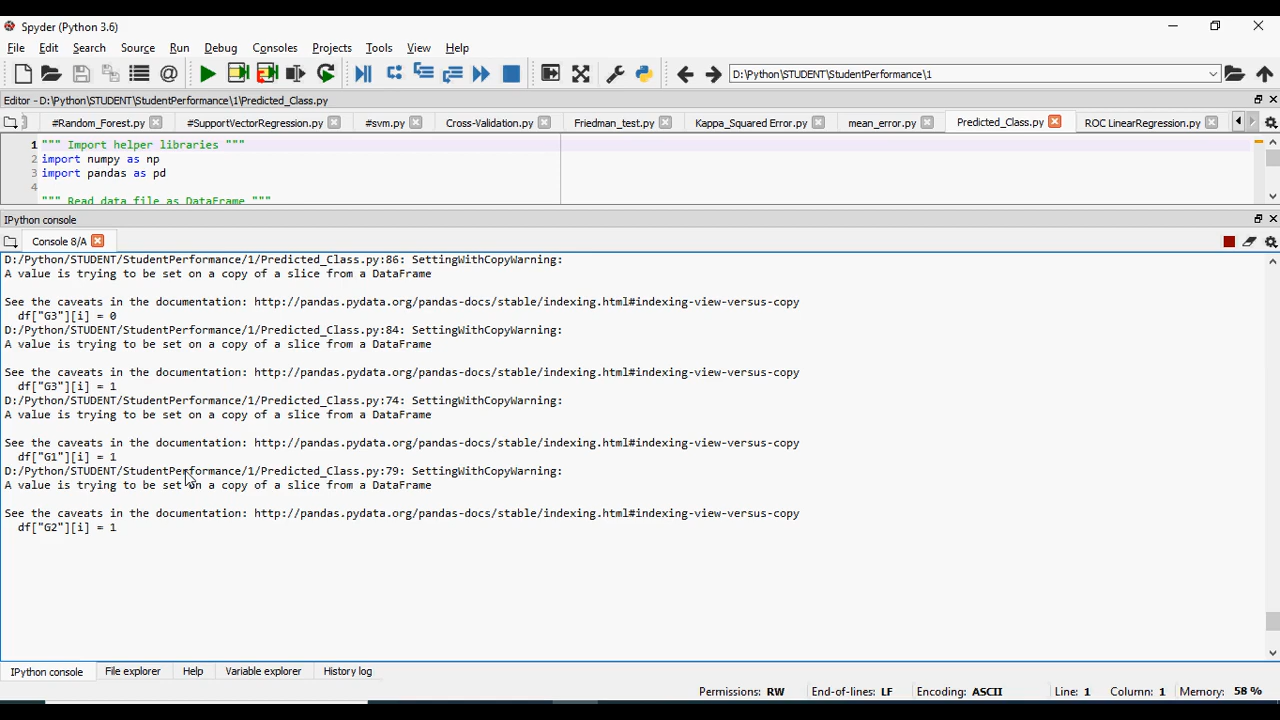 Spyder (Python 3.6)
File Edit Search Source Run Debug Consoles Projects Tools View Help
D:\Python\STUDENT\StudentPerformance\1
Editor - D:\Python\STUDENT\StudentPerformance\1\Predicted_Class.py
#Random_Forest.py #SupportVectorRegression.py #svm.py Cross-Validation.py Friedman_test.py Kappa_Squared Error.py mean_error.py Predicted_Class.py ROC LinearRegression.py
1 """ Import helper libraries """
2 import numpy as np
3 import pandas as pd
4
""" Read data file as DataFrame """
IPython console
Console 8/A
D:/Python/STUDENT/StudentPerformance/1/Predicted_Class.py:86: SettingWithCopyWarning:
A value is trying to be set on a copy of a slice from a DataFrame
See the caveats in the documentation: http://pandas.pydata.org/pandas-docs/stable/indexing.html#indexing-view-versus-copy
df["G3"][i] = 0
D:/Python/STUDENT/StudentPerformance/1/Predicted_Class.py:84: SettingWithCopyWarning:
A value is trying to be set on a copy of a slice from a DataFrame
See the caveats in the documentation: http://pandas.pydata.org/pandas-docs/stable/indexing.html#indexing-view-versus-copy
df["G3"][i] = 1
D:/Python/STUDENT/StudentPerformance/1/Predicted_Class.py:74: SettingWithCopyWarning:
A value is trying to be set on a copy of a slice from a DataFrame
See the caveats in the documentation: http://pandas.pydata.org/pandas-docs/stable/indexing.html#indexing-view-versus-copy
df["G1"][i] = 1
D:/Python/STUDENT/StudentPerformance/1/Predicted_Class.py:79: SettingWithCopyWarning:
A value is trying to be set on a copy of a slice from a DataFrame
See the caveats in the documentation: http://pandas.pydata.org/pandas-docs/stable/indexing.html#indexing-view-versus-copy
df["G2"][i] = 1
IPython console File explorer Help Variable explorer History log
Permissions: RW End-of-lines: LF Encoding: ASCII Line: 1 Column: 1 Memory: 58 %